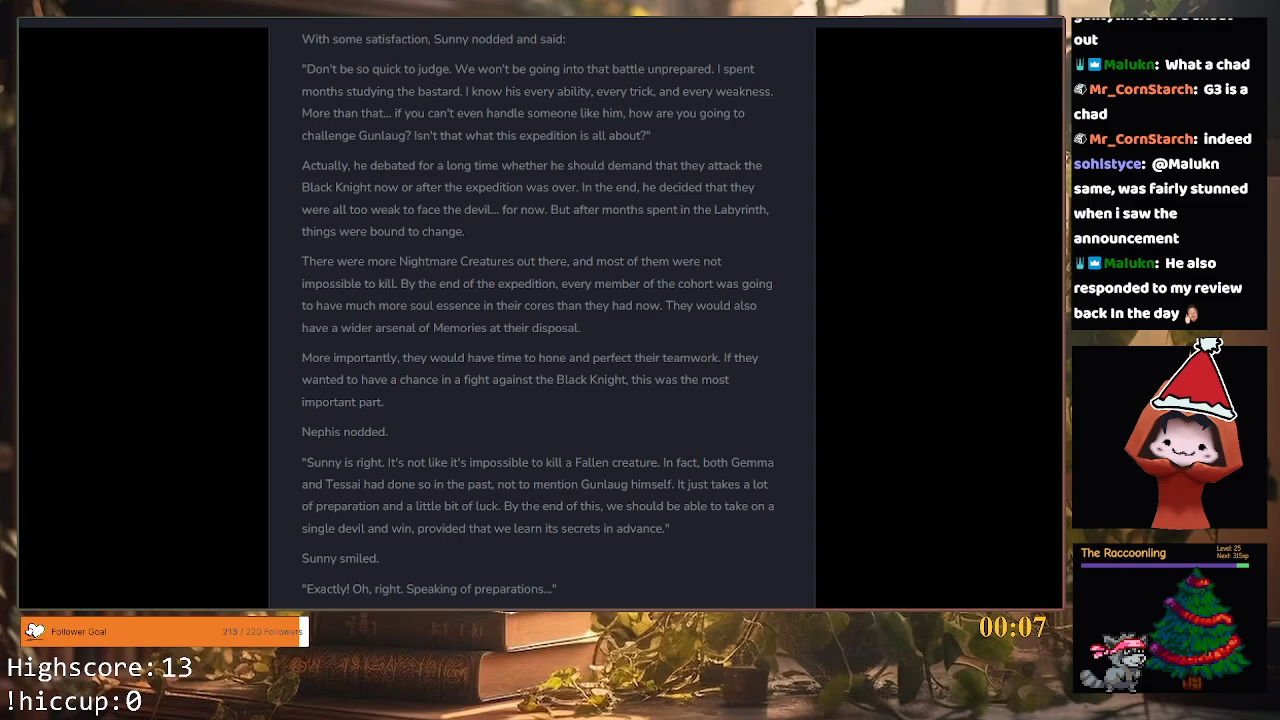 With some satisfaction, Sunny nodded and said:
"Don't be so quick to judge. We won't be going into that battle unprepared. I spent
months studying the bastard. I know his every ability, every trick, and every weakness.
More than that... if you can't even handle someone like him, how are you going to
challenge Gunlaug? Isn't that what this expedition is all about?"
Actually, he debated for a long time whether he should demand that they attack the
Black Knight now or after the expedition was over. In the end, he decided that they
were all too weak to face the devil... for now. But after months spent in the Labyrinth,
things were bound to change.
There were more Nightmare Creatures out there, and most of them were not
impossible to kill. By the end of the expedition, every member of the cohort was going
to have much more soul essence in their cores than they had now. They would also
have a wider arsenal of Memories at their disposal.
More importantly, they would have time to hone and perfect their teamwork. If they
wanted to have a chance in a fight against the Black Knight, this was the most
important part.
Nephis nodded.
"Sunny is right. It's not like it's impossible to kill a Fallen creature. In fact, both Gemma
and Tessai had done so in the past, not to mention Gunlaug himself. It just takes a lot
of preparation and a little bit of luck. By the end of this, we should be able to take on a
single devil and win, provided that we learn its secrets in advance."
Sunny smiled.
"Exactly! Oh, right. Speaking of preparations..."
out
Malukn: What a chad
Mr_CornStarch: G3 is a
chad
Mr_CornStarch: indeed
sohistyce: @Malukn
same, was fairly stunned
when i saw the
announcement
Malukn: He also
responded to my review
back In the day
The Raccoonling
Level: 25
Next: 315xp
Follower Goal
213 / 220 Followers
00:07
Highscore:13
!hiccup:0